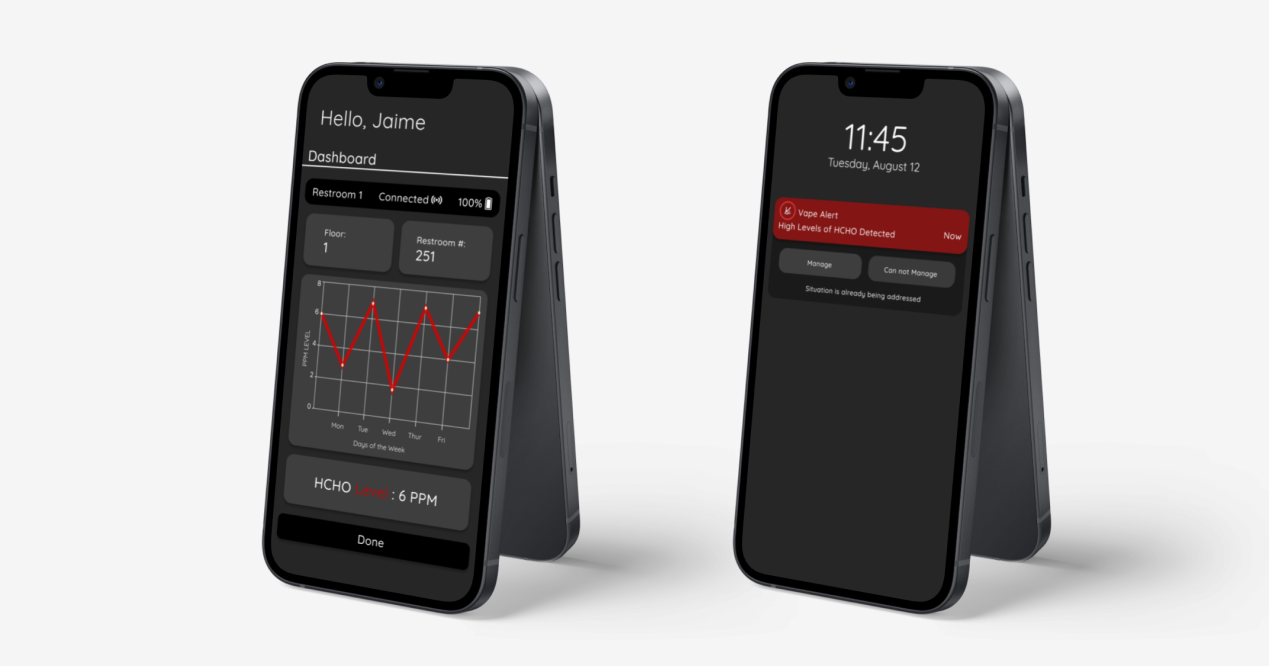 Hello, Jaime
Dashboard
Restroom 1 Connected 100%
Floor:
1
Restroom #:
251
8
6
4
2
0
PPM LEVEL
Mon Tue Wed Thur Fri
Days of the Week
HCHO Level : 6 PPM
Done
11:45
Tuesday, August 12
Vape Alert
High Levels of HCHO Detected Now
Manage Can not Manage
Situation is already being addressed